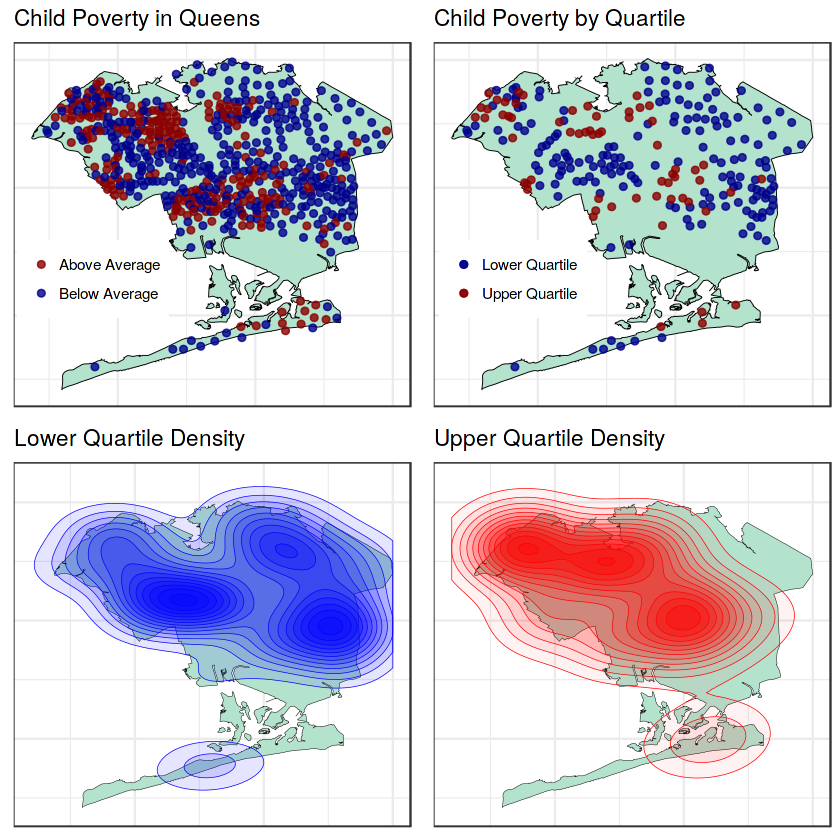 Child Poverty in Queens
Above Average
Below Average
Child Poverty by Quartile
Lower Quartile
Upper Quartile
Lower Quartile Density
Upper Quartile Density